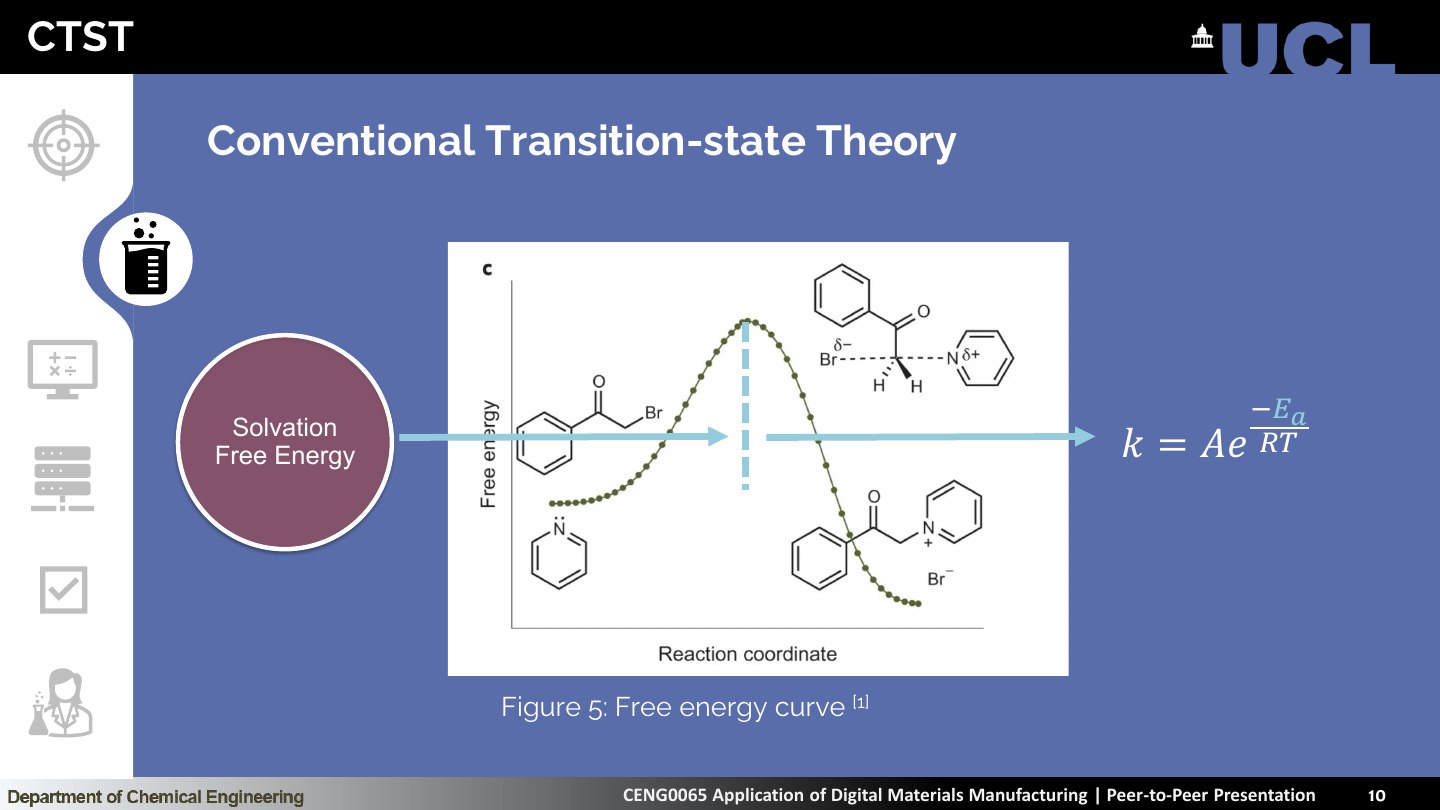 CTST
UCL
Conventional Transition-state Theory
Solvation
Free Energy
c
Free energy
O
Br
N̈
δ−
Br
O
N δ+
H H
O
N
+
Br⁻
Reaction coordinate
k = Ae^(−Eₐ/RT)
Figure 5: Free energy curve [1]
Department of Chemical Engineering
CENG0065 Application of Digital Materials Manufacturing | Peer-to-Peer Presentation
10